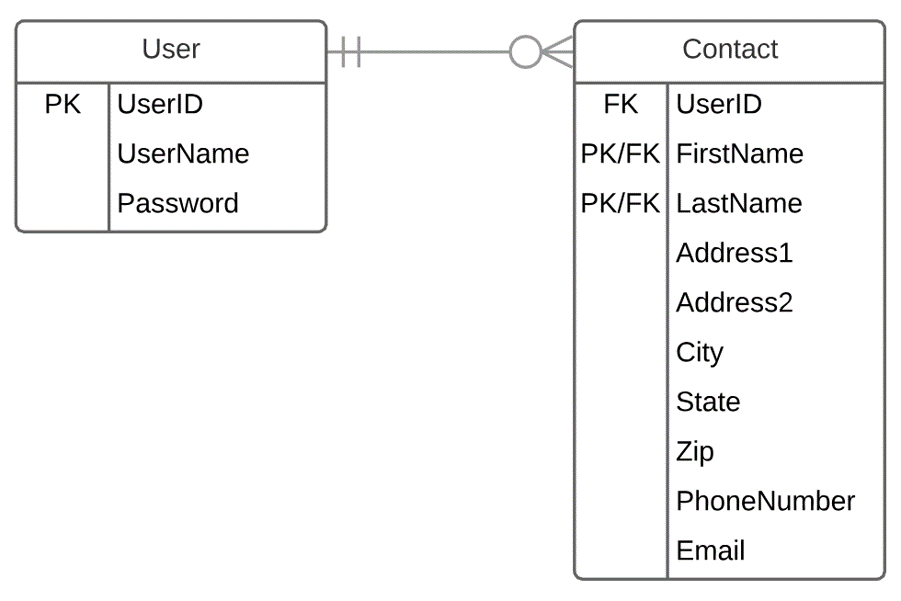 User
PK UserID
UserName
Password
Contact
FK UserID
PK/FK FirstName
PK/FK LastName
Address1
Address2
City
State
Zip
PhoneNumber
Email